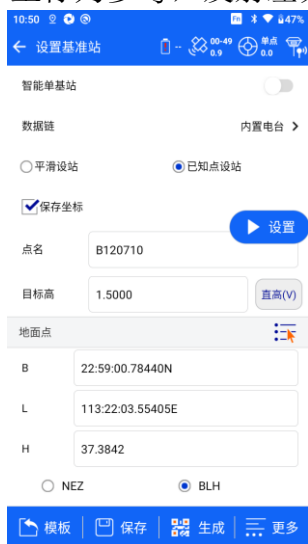 10:50 47%
设置基准站 -- 00-49 0.9 单点 0.0
智能单基站
数据链 内置电台
平滑设站 已知点设站
保存坐标
设置
点名 B120710
目标高 1.5000 直高(V)
地面点
B 22:59:00.78440N
L 113:22:03.55405E
H 37.3842
NEZ BLH
模板 保存 生成 更多